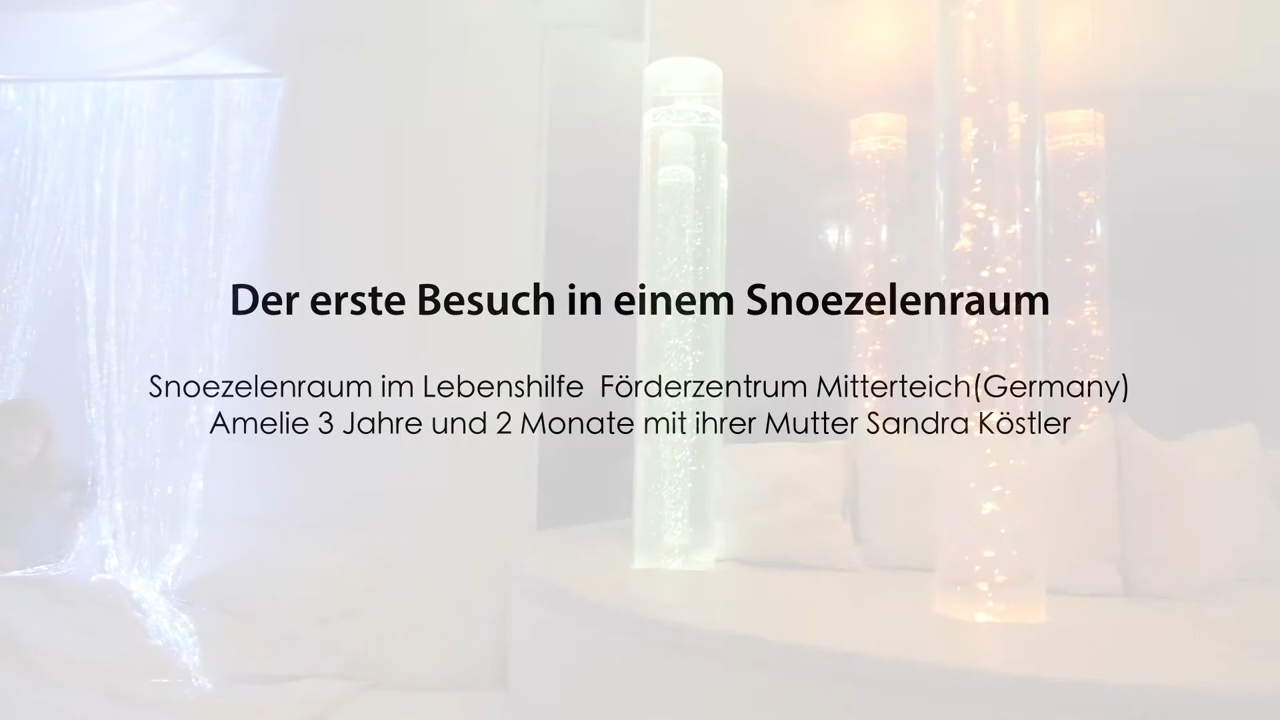 Der erste Besuch in einem Snoezelenraum
Snoezelenraum im Lebenshilfe  Förderzentrum Mitterteich(Germany)
Amelie 3 Jahre und 2 Monate mit ihrer Mutter Sandra Köstler